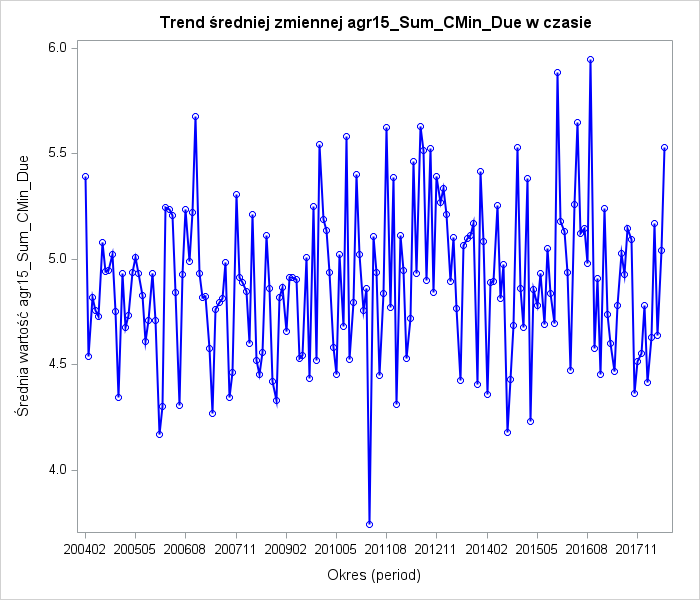 Trend średniej zmiennej agr15_Sum_CMin_Due w czasie
6.0
5.5
5.0
4.5
4.0
Średnia wartość agr15_Sum_CMin_Due
200402 200505 200608 200711 200902 201005 201108 201211 201402 201505 201608 201711
Okres (period)